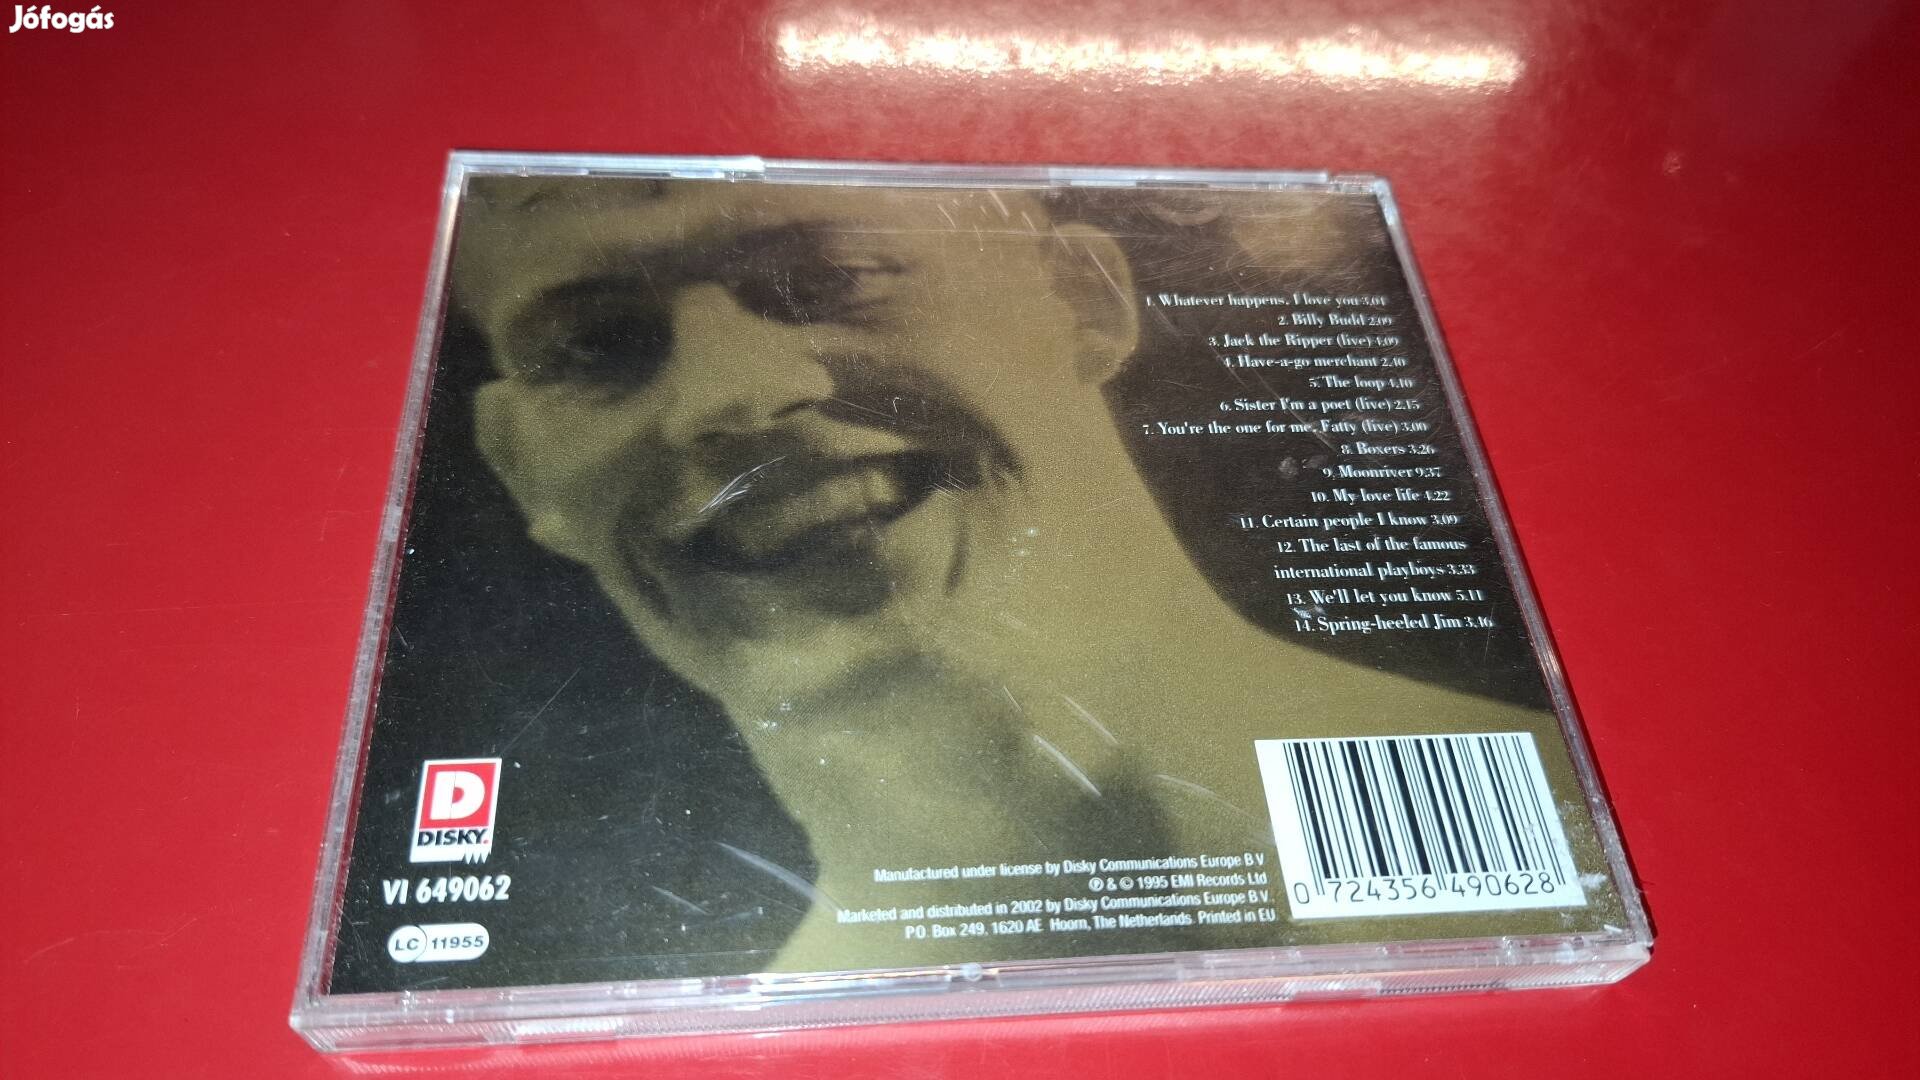 Jófogás
1. Whatever happens, I love you 3.01
2. Billy Budd 2.09
3. Jack the Ripper (live) 4.09
4. Have-a-go merchant 2.40
5. The loop 4.10
6. Sister I'm a poet (live) 2.15
7. You're the one for me, Fatty (live) 3.00
8. Boxers 3.26
9. Moonriver 9.37
10. My love life 4.22
11. Certain people I know 3.09
12. The last of the famous
international playboys 3.33
13. We'll let you know 5.11
14. Spring-heeled Jim 3.46
D
DISKY.
VI 649062
LC 11955
Manufactured under license by Disky Communications Europe B.V
℗ & © 1995 EMI Records Ltd
Marketed and distributed in 2002 by Disky Communications Europe B.V.
P.O. Box 249, 1620 AE Hoorn, The Netherlands. Printed in EU
0 724356 490628